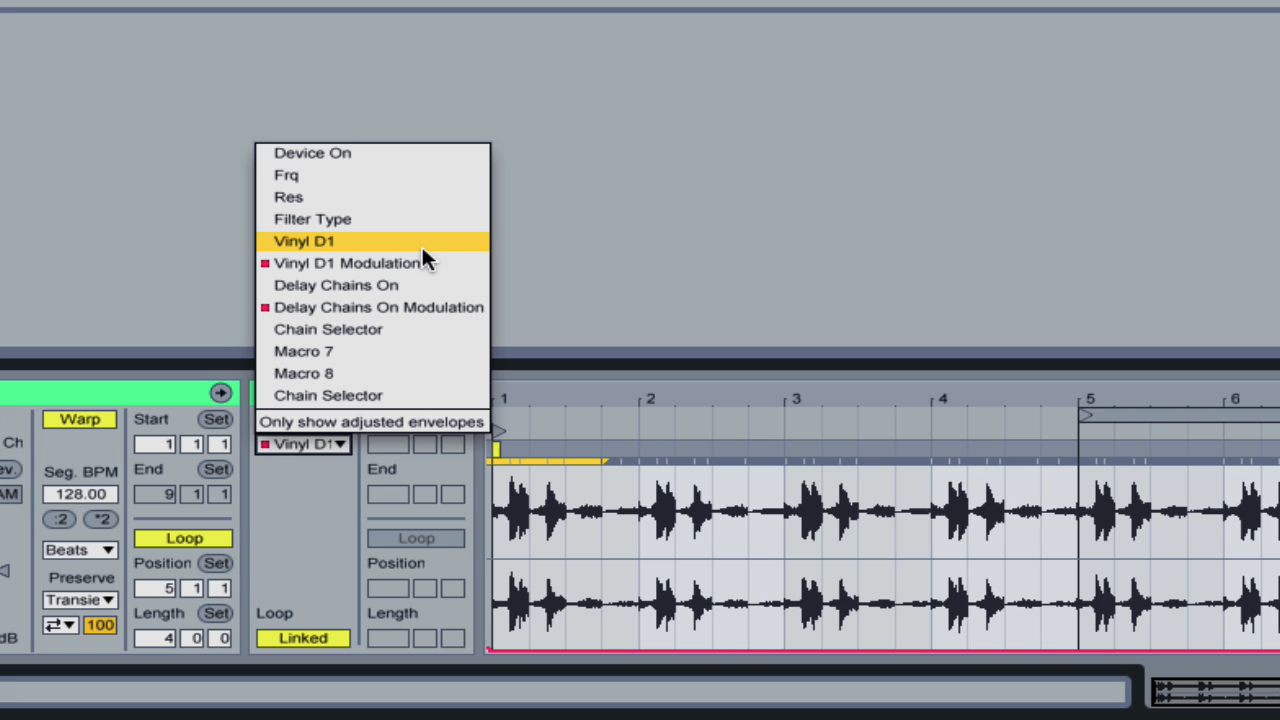 Device On
Frq
Res
Filter Type
Vinyl D1
Vinyl D1 Modulation
Delay Chains On
Delay Chains On Modulation
Chain Selector
Macro 7
Macro 8
Chain Selector
Only show adjusted envelopes
Vinyl D1
Ch
ev.
AM
dB
Warp
Seg. BPM
128.00
:2 *2
Beats
Preserve
Transie
100
Start Set
1 1 1
End Set
9 1 1
Loop
Position Set
5 1 1
Length Set
4 0 0
Loop
Linked
End
Loop
Position
Length
1 2 3 4 5 6